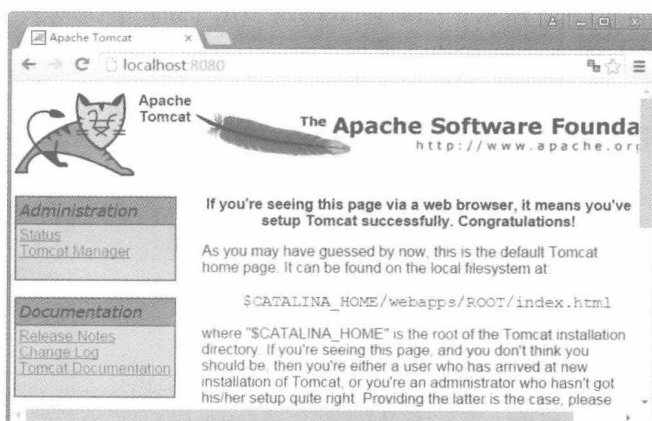 Apache Tomcat
localhost:8080
Apache
Tomcat
The Apache Software Founda
http://www.apache.org
Administration
Status
Tomcat Manager
Documentation
Release Notes
Change Log
Tomcat Documentation
If you're seeing this page via a web browser, it means you've
setup Tomcat successfully. Congratulations!
As you may have guessed by now, this is the default Tomcat
home page. It can be found on the local filesystem at:
$CATALINA_HOME/webapps/ROOT/index.html
where "$CATALINA_HOME" is the root of the Tomcat installation
directory. If you're seeing this page, and you don't think you
should be, then you're either a user who has arrived at new
installation of Tomcat, or you're an administrator who hasn't got
his/her setup quite right. Providing the latter is the case, please